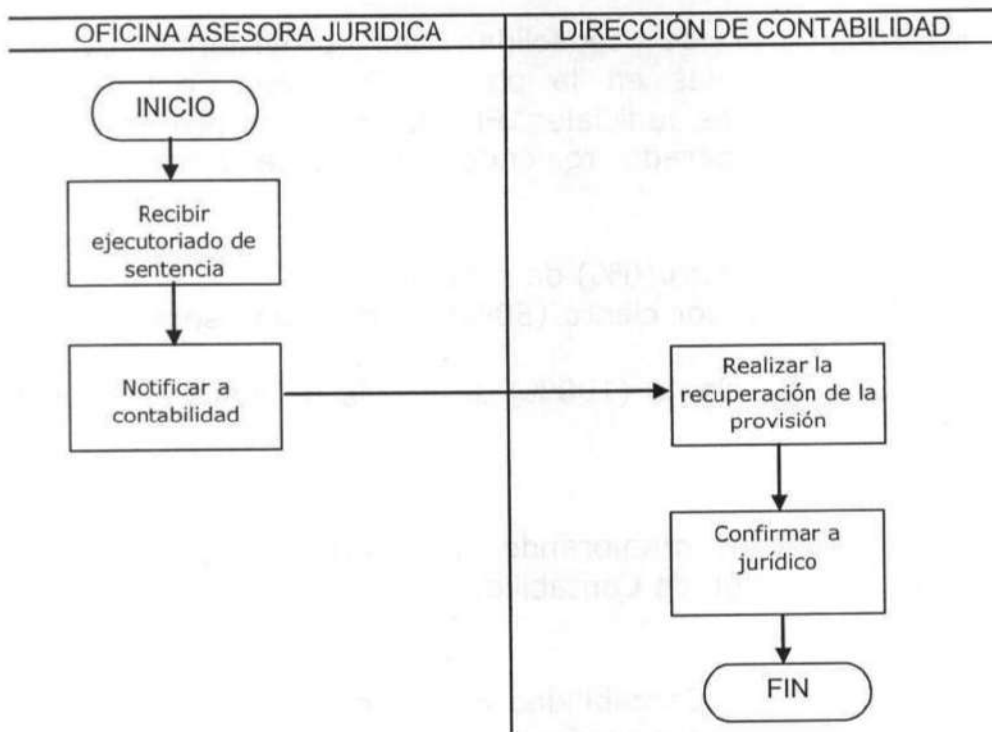 OFICINA ASESORA JURIDICA
DIRECCIÓN DE CONTABILIDAD
INICIO
Recibir
ejecutoriado de
sentencia
Notificar a
contabilidad
Realizar la
recuperación de la
provisión
Confirmar a
jurídico
FIN